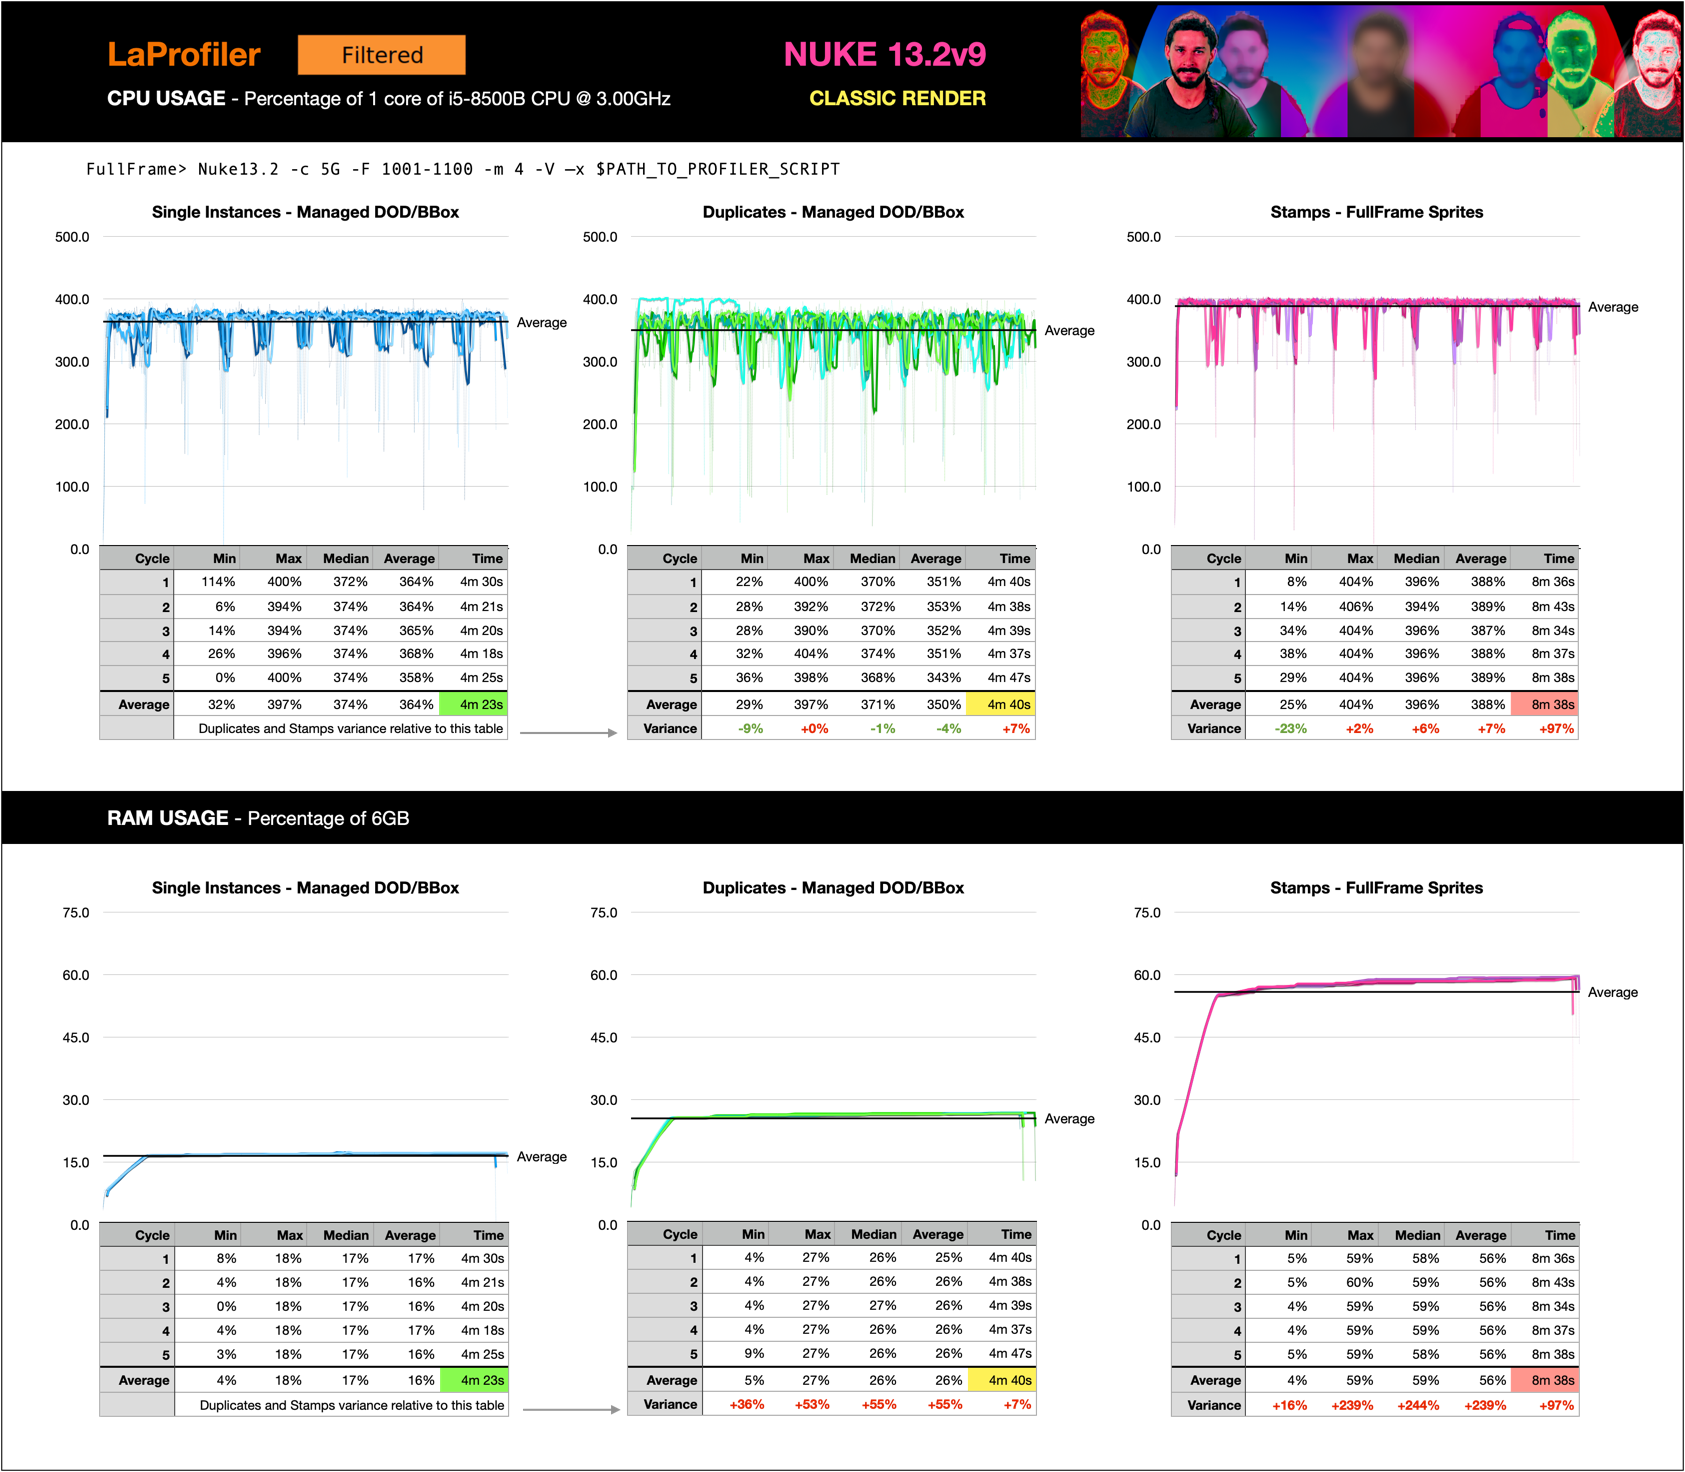 LaProfiler Filtered NUKE 13.2v9
CPU USAGE - Percentage of 1 core of i5-8500B CPU @ 3.00GHz CLASSIC RENDER
FullFrame> Nuke13.2 -c 5G -F 1001-1100 -m 4 -V –x $PATH_TO_PROFILER_SCRIPT
Single Instances - Managed DOD/BBox
500.0
400.0
300.0
200.0
100.0
0.0
Average
Cycle Min Max Median Average Time
1 114% 400% 372% 364% 4m 30s
2 6% 394% 374% 364% 4m 21s
3 14% 394% 374% 365% 4m 20s
4 26% 396% 374% 368% 4m 18s
5 0% 400% 374% 358% 4m 25s
Average 32% 397% 374% 364% 4m 23s
Duplicates and Stamps variance relative to this table
Duplicates - Managed DOD/BBox
500.0
400.0
300.0
200.0
100.0
0.0
Average
Cycle Min Max Median Average Time
1 22% 400% 370% 351% 4m 40s
2 28% 392% 372% 353% 4m 38s
3 28% 390% 370% 352% 4m 39s
4 32% 404% 374% 351% 4m 37s
5 36% 398% 368% 343% 4m 47s
Average 29% 397% 371% 350% 4m 40s
Variance -9% +0% -1% -4% +7%
Stamps - FullFrame Sprites
500.0
400.0
300.0
200.0
100.0
0.0
Average
Cycle Min Max Median Average Time
1 8% 404% 396% 388% 8m 36s
2 14% 406% 394% 389% 8m 43s
3 34% 404% 396% 387% 8m 34s
4 38% 404% 396% 388% 8m 37s
5 29% 404% 396% 389% 8m 38s
Average 25% 404% 396% 388% 8m 38s
Variance -23% +2% +6% +7% +97%
RAM USAGE - Percentage of 6GB
Single Instances - Managed DOD/BBox
75.0
60.0
45.0
30.0
15.0
0.0
Average
Cycle Min Max Median Average Time
1 8% 18% 17% 17% 4m 30s
2 4% 18% 17% 16% 4m 21s
3 0% 18% 17% 16% 4m 20s
4 4% 18% 17% 17% 4m 18s
5 3% 18% 17% 16% 4m 25s
Average 4% 18% 17% 16% 4m 23s
Duplicates and Stamps variance relative to this table
Duplicates - Managed DOD/BBox
75.0
60.0
45.0
30.0
15.0
0.0
Average
Cycle Min Max Median Average Time
1 4% 27% 26% 25% 4m 40s
2 4% 27% 26% 26% 4m 38s
3 4% 27% 27% 26% 4m 39s
4 4% 27% 26% 26% 4m 37s
5 9% 27% 26% 26% 4m 47s
Average 5% 27% 26% 26% 4m 40s
Variance +36% +53% +55% +55% +7%
Stamps - FullFrame Sprites
75.0
60.0
45.0
30.0
15.0
0.0
Average
Cycle Min Max Median Average Time
1 5% 59% 58% 56% 8m 36s
2 5% 60% 59% 56% 8m 43s
3 4% 59% 59% 56% 8m 34s
4 4% 59% 59% 56% 8m 37s
5 5% 59% 58% 56% 8m 38s
Average 4% 59% 59% 56% 8m 38s
Variance +16% +239% +244% +239% +97%